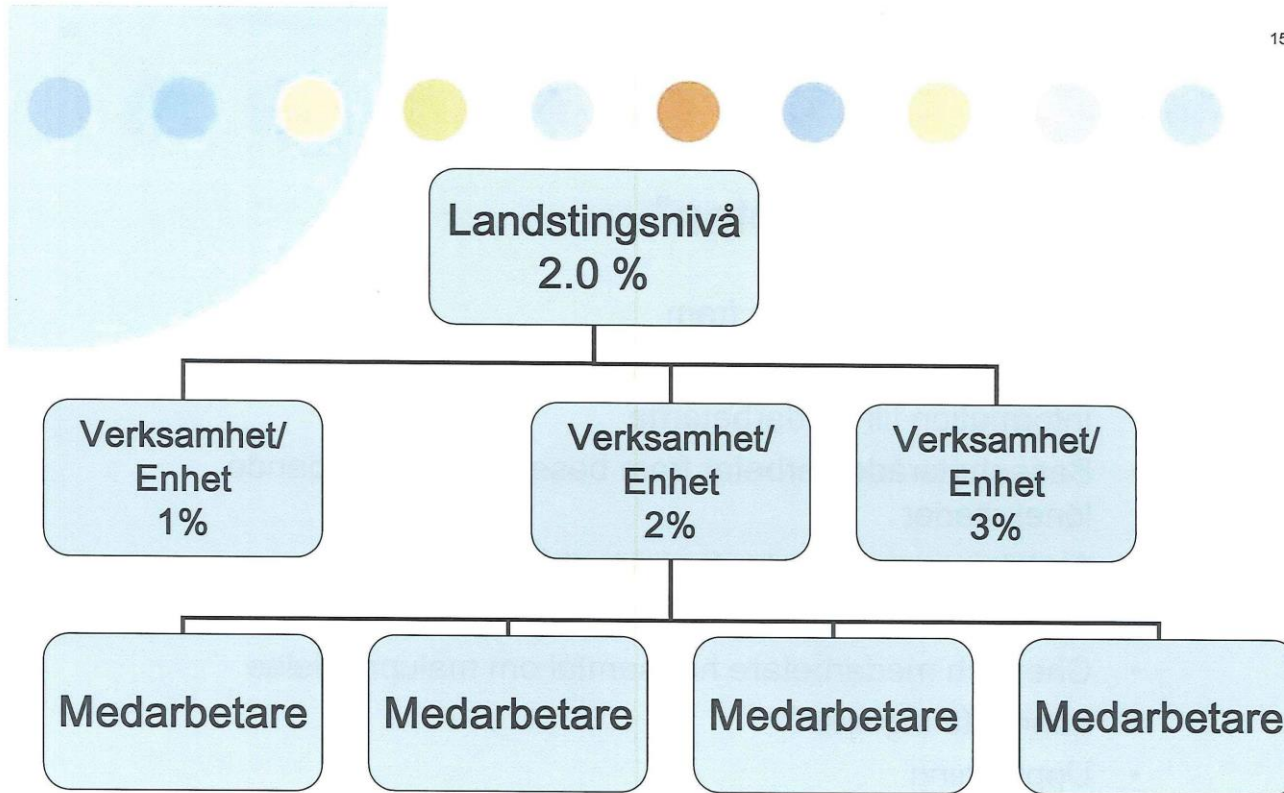 15
Landstingsnivå
2.0 %
Verksamhet/
Enhet
1%
Verksamhet/
Enhet
2%
Verksamhet/
Enhet
3%
Medarbetare
Medarbetare
Medarbetare
Medarbetare